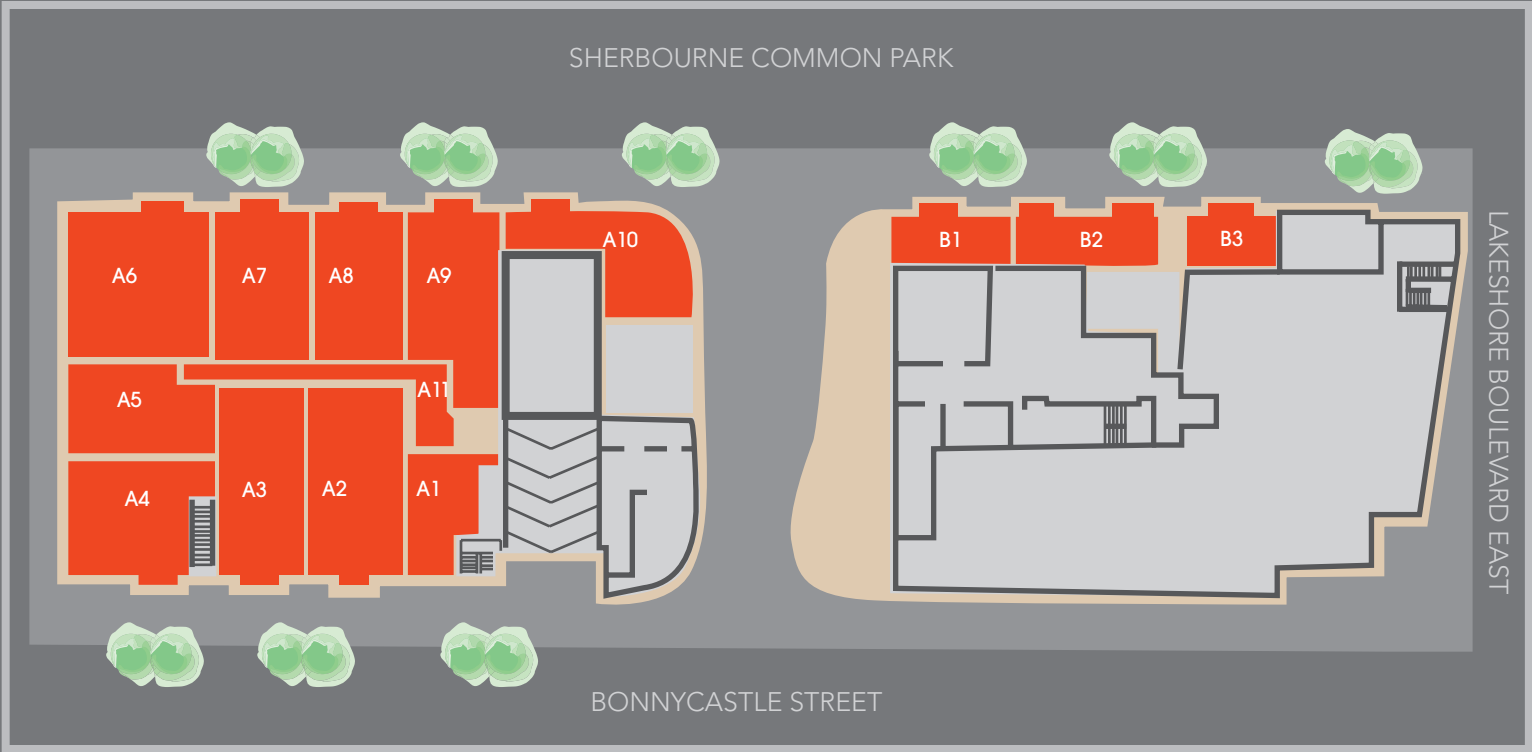 SHERBOURNE COMMON PARK
A10
B1
B2
B3
A6
A7
A8
A9
A11
A5
A4
A3
A2
A1
LAKESHORE BOULEVARD EAST
BONNYCASTLE STREET